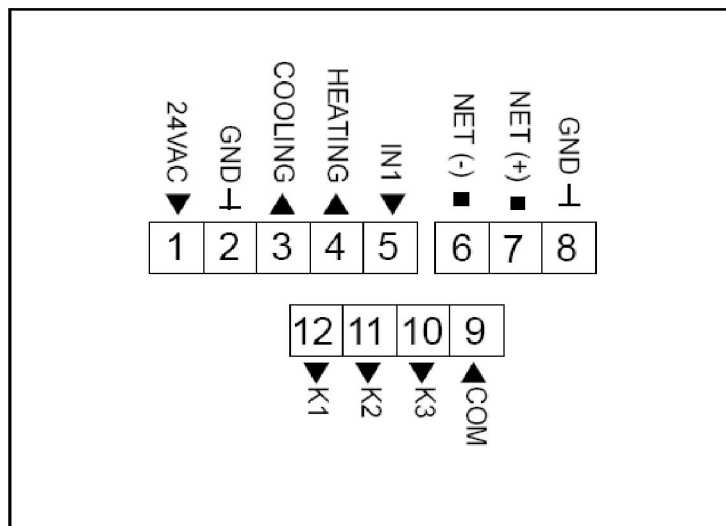 24VAC
GND
COOLING
HEATING
IN1
NET (-)
NET (+)
GND
1 2 3 4 5 6 7 8
12 11 10 9
K1
K2
K3
COM